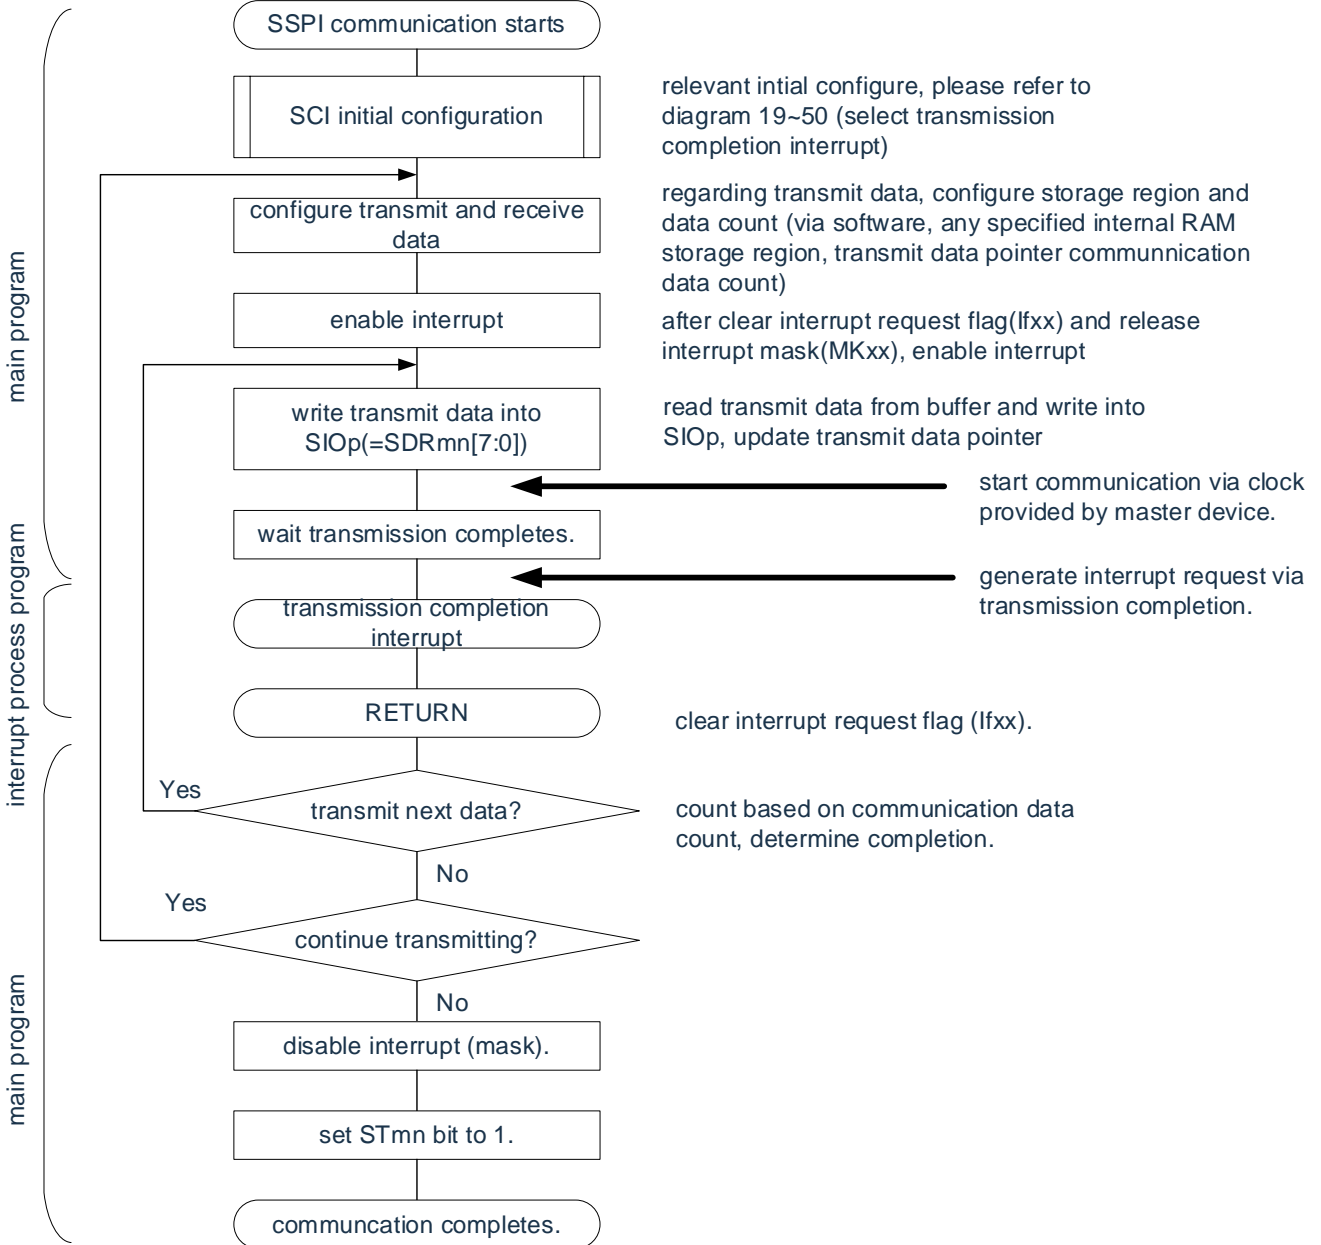 SSPI communication starts
SCI initial configuration
relevant intial configure, please refer to
diagram 19~50 (select transmission
completion interrupt)
configure transmit and receive
data
regarding transmit data, configure storage region and
data count (via software, any specified internal RAM
storage region, transmit data pointer communnication
data count)
main program
enable interrupt
after clear interrupt request flag(Ifxx) and release
interrupt mask(MKxx), enable interrupt
write transmit data into
SIOp(=SDRmn[7:0])
read transmit data from buffer and write into
SIOp, update transmit data pointer
start communication via clock
provided by master device.
wait transmission completes.
generate interrupt request via
transmission completion.
interrupt process program
transmission completion
interrupt
RETURN
clear interrupt request flag (Ifxx).
Yes
transmit next data?
count based on communication data
count, determine completion.
No
Yes
continue transmitting?
No
main program
disable interrupt (mask).
set STmn bit to 1.
communcation completes.